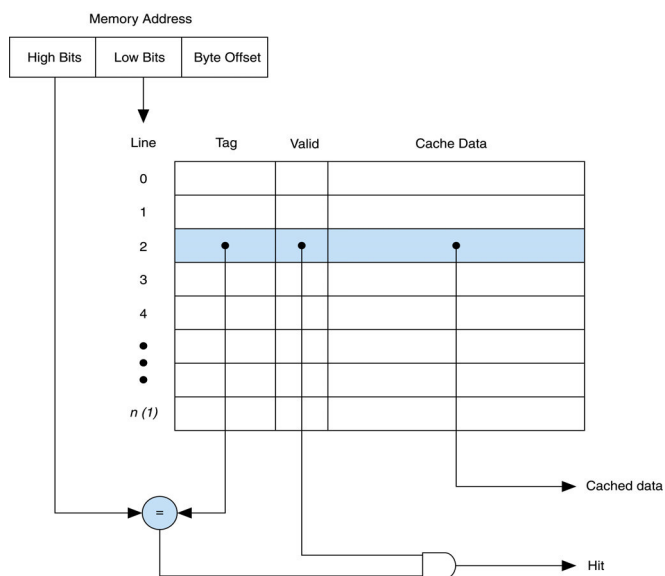 Memory Address
High Bits Low Bits Byte Offset
Line Tag Valid Cache Data
0
1
2
3
4
n (1)
Cached data
=
Hit